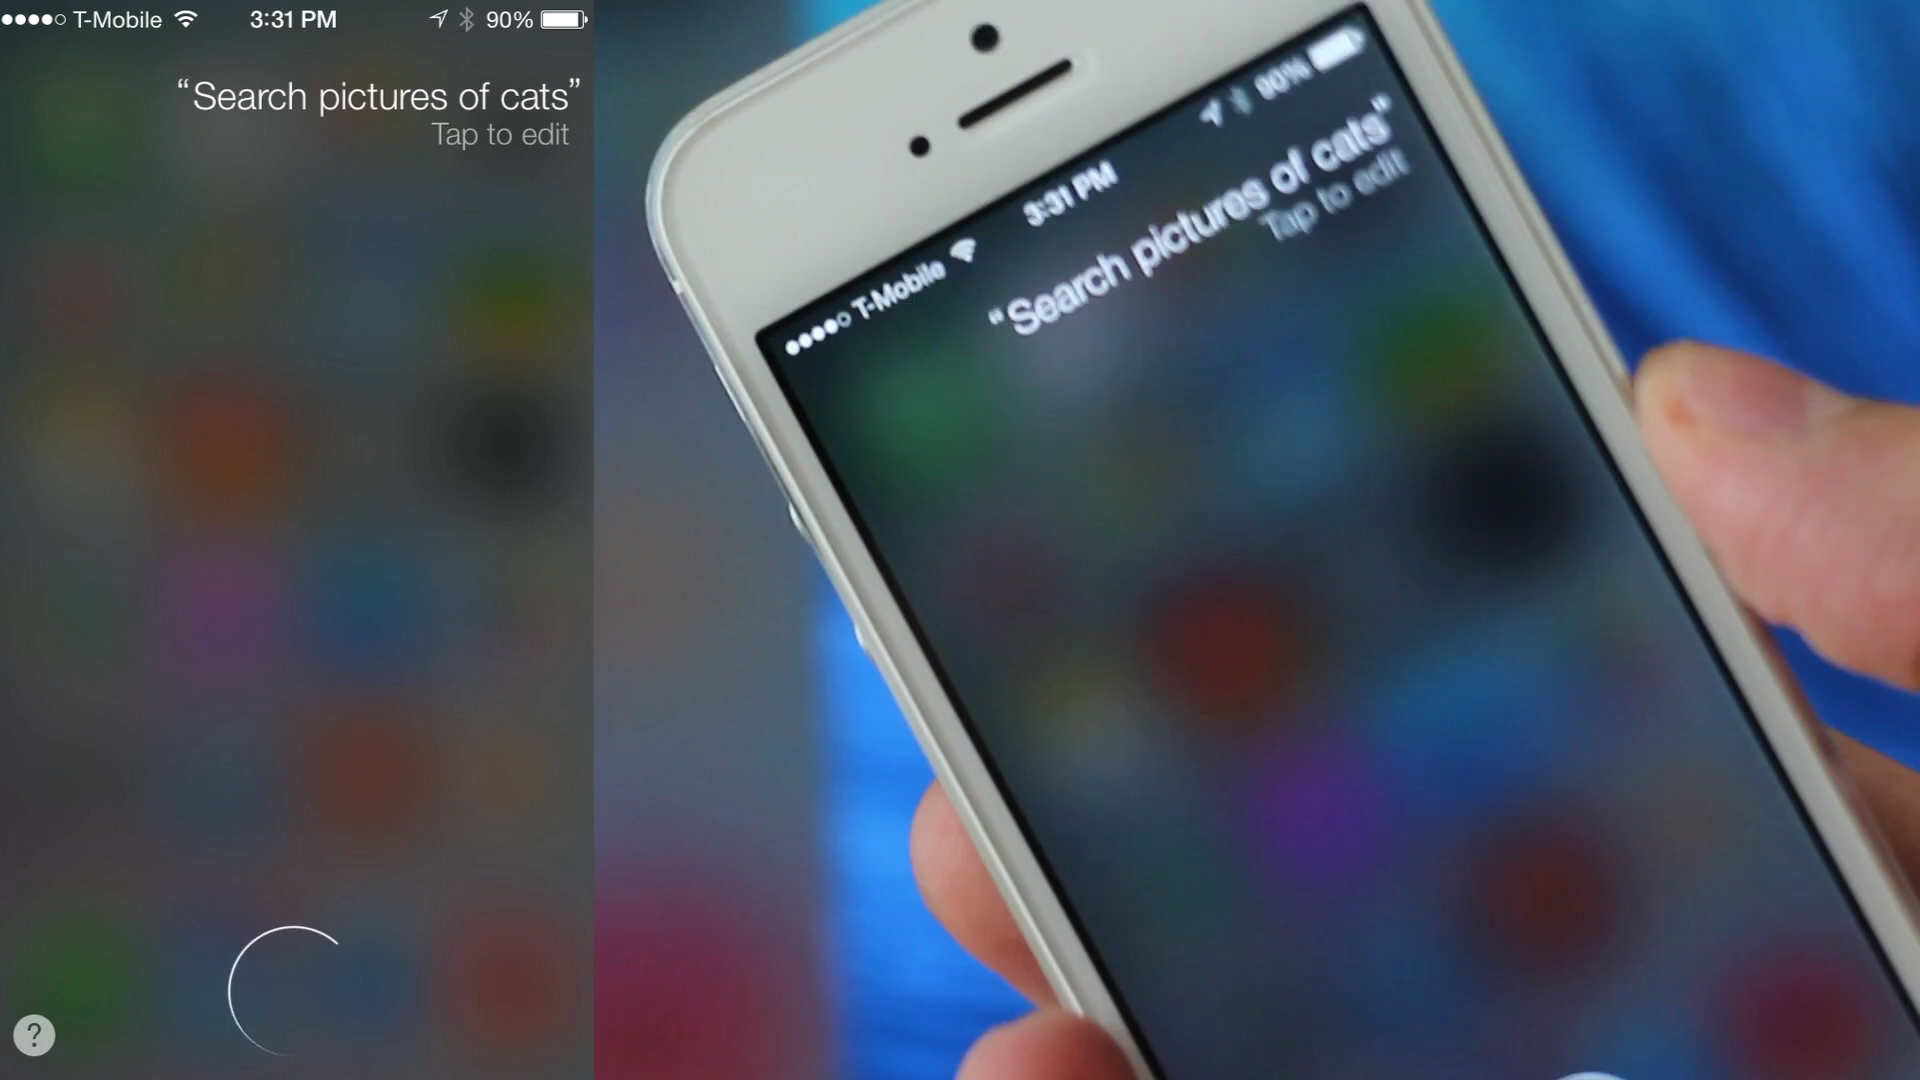 T-Mobile 3:31 PM 90%
“Search pictures of cats”
Tap to edit
?
T-Mobile 3:31 PM 90%
“Search pictures of cats”
Tap to edit